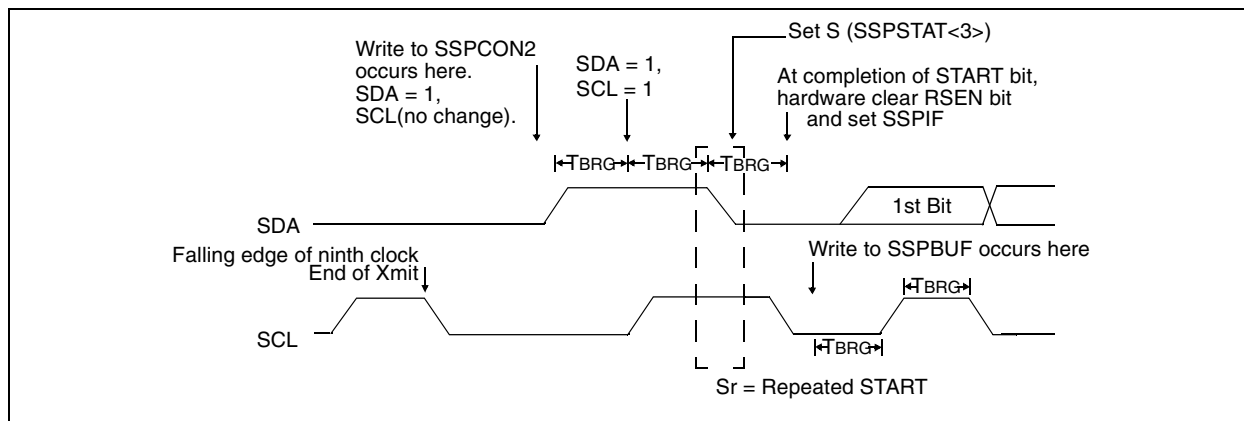 Set S (SSPSTAT<3>)
Write to SSPCON2
occurs here.
SDA = 1,
SCL(no change).
SDA = 1,
SCL = 1
At completion of START bit,
hardware clear RSEN bit
and set SSPIF
TBRG
TBRG
TBRG
SDA
1st Bit
Falling edge of ninth clock
End of Xmit
Write to SSPBUF occurs here
TBRG
SCL
TBRG
Sr = Repeated START